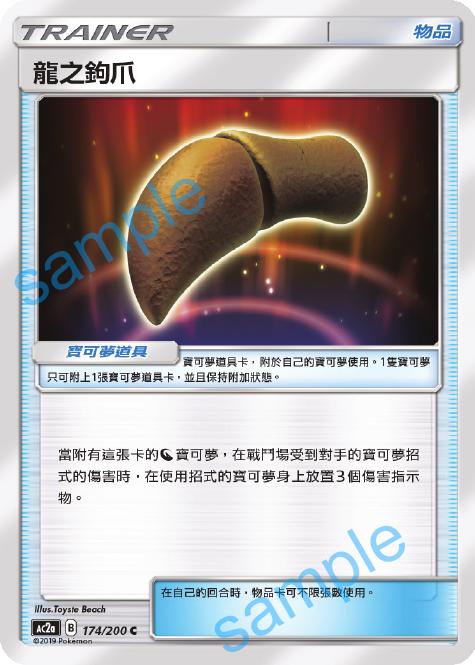 TRAINER
物品
龍之鉤爪
sample
寶可夢道具
寶可夢道具卡，附於自己的寶可夢使用。1隻寶可夢
只可附上1張寶可夢道具卡，並且保持附加狀態。
當附有這張卡的寶可夢，在戰鬥場受到對手的寶可夢招
式的傷害時，在使用招式的寶可夢身上放置3個傷害指示
物。
sample
在自己的回合時，物品卡可不限張數使用。
Illus.Toyste Beach
AC2a B 174/200 C
©2019 Pokémon